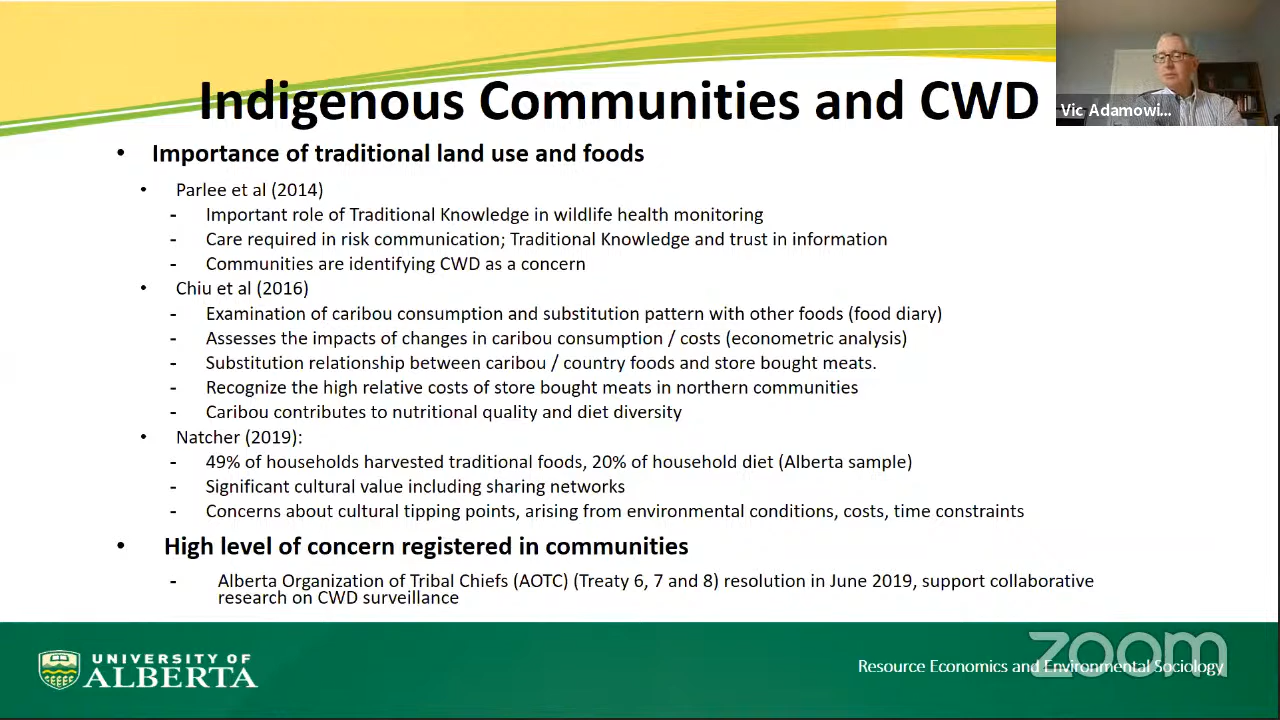 Indigenous Communities and CWD
Vic Adamowi...
• Importance of traditional land use and foods
• Parlee et al (2014)
- Important role of Traditional Knowledge in wildlife health monitoring
- Care required in risk communication; Traditional Knowledge and trust in information
- Communities are identifying CWD as a concern
• Chiu et al (2016)
- Examination of caribou consumption and substitution pattern with other foods (food diary)
- Assesses the impacts of changes in caribou consumption / costs (econometric analysis)
- Substitution relationship between caribou / country foods and store bought meats.
- Recognize the high relative costs of store bought meats in northern communities
- Caribou contributes to nutritional quality and diet diversity
• Natcher (2019):
- 49% of households harvested traditional foods, 20% of household diet (Alberta sample)
- Significant cultural value including sharing networks
- Concerns about cultural tipping points, arising from environmental conditions, costs, time constraints
• High level of concern registered in communities
- Alberta Organization of Tribal Chiefs (AOTC) (Treaty 6, 7 and 8) resolution in June 2019, support collaborative
research on CWD surveillance
UNIVERSITY OF
ALBERTA
zoom
Resource Economics and Environmental Sociology